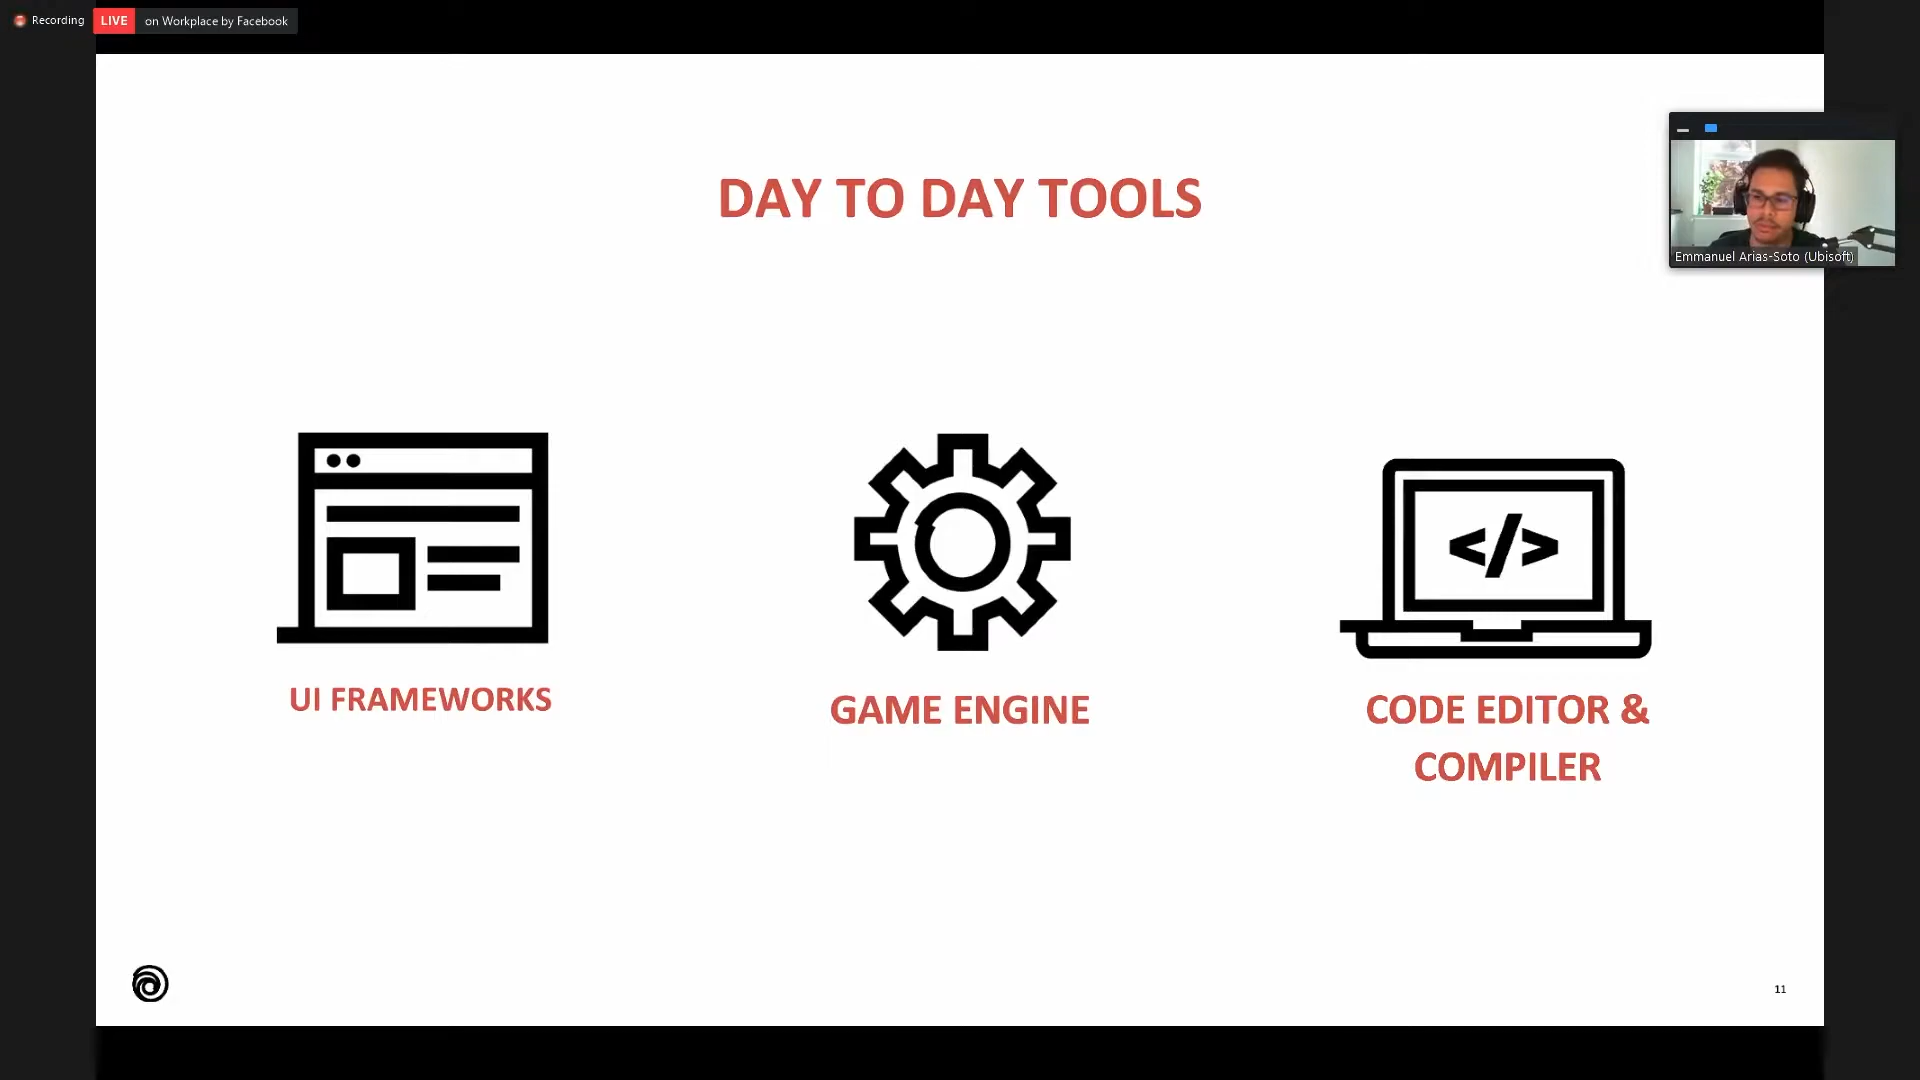 Recording
LIVE on Workplace by Facebook
DAY TO DAY TOOLS
Emmanuel Arias-Soto (Ubisoft)
</>
UI FRAMEWORKS
GAME ENGINE
CODE EDITOR &
COMPILER
11